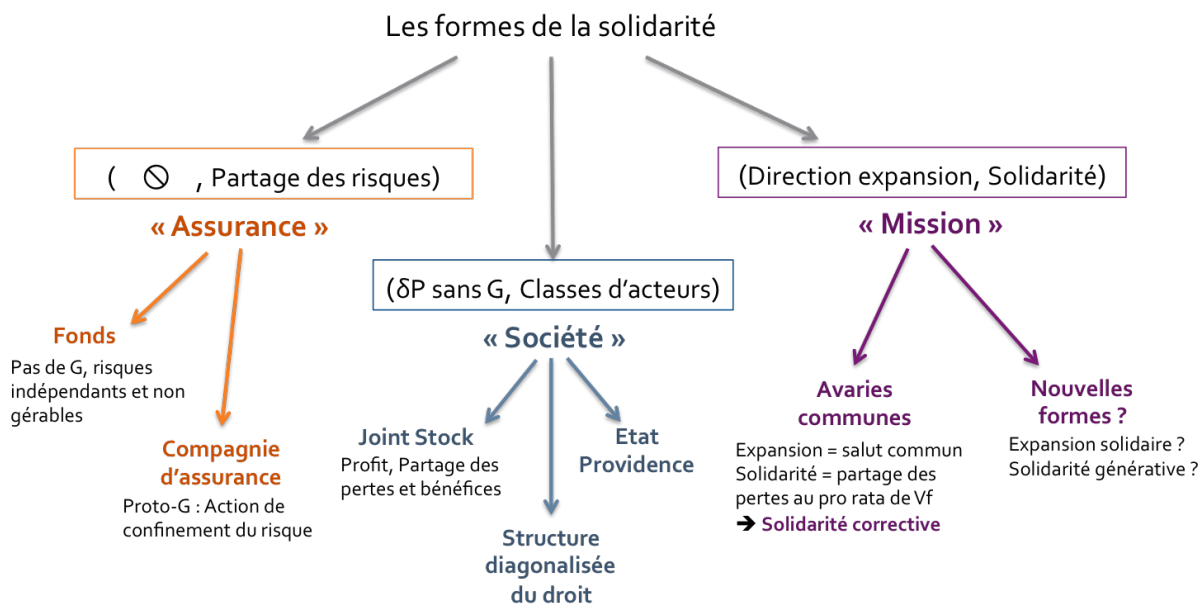 Les formes de la solidarité
( 🚫 , Partage des risques)
« Assurance »
Fonds
Pas de G, risques
indépendants et non
gérables
Compagnie
d'assurance
Proto-G : Action de
confinement du risque
(δP sans G, Classes d'acteurs)
« Société »
Joint Stock
Profit, Partage des
pertes et bénéfices
Structure
diagonalisée
du droit
Etat
Providence
(Direction expansion, Solidarité)
« Mission »
Avaries
communes
Expansion = salut commun
Solidarité = partage des
pertes au pro rata de Vf
➔ Solidarité corrective
Nouvelles
formes ?
Expansion solidaire ?
Solidarité générative ?